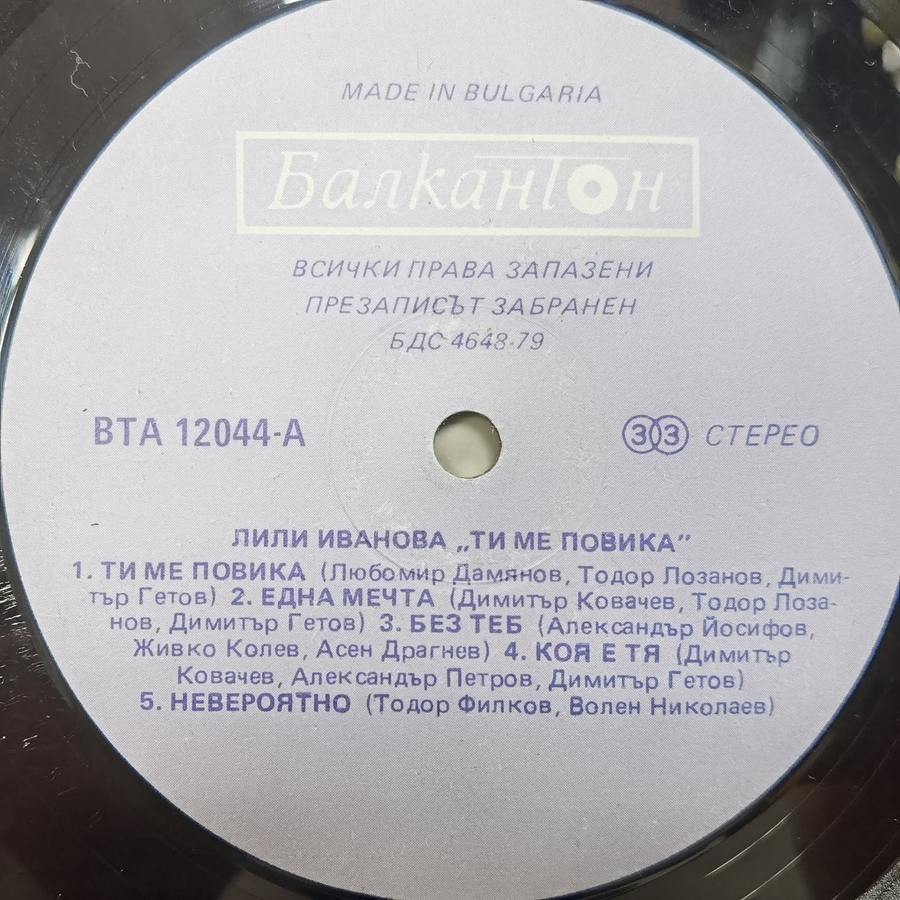 MADE IN BULGARIA
Балкантон
ВСИЧКИ ПРАВА ЗАПАЗЕНИ
ПРЕЗАПИСЪТ ЗАБРАНЕН
БДС 4648-79
ВТА 12044-А
33 СТЕРЕО
ЛИЛИ ИВАНОВА „ТИ МЕ ПОВИКА”
1. ТИ МЕ ПОВИКА (Любомир Дамянов, Тодор Лозанов, Дими-
тър Гетов) 2. ЕДНА МЕЧТА (Димитър Ковачев, Тодор Лоза-
нов, Димитър Гетов) 3. БЕЗ ТЕБ (Александър Йосифов,
Живко Колев, Асен Драгнев) 4. КОЯ Е ТЯ (Димитър
Ковачев, Александър Петров, Димитър Гетов)
5. НЕВЕРОЯТНО (Тодор Филков, Волен Николаев)